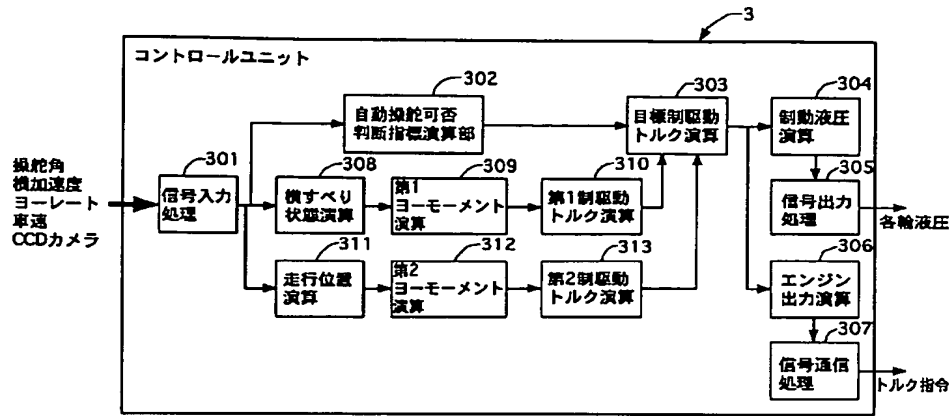 3
コントロールユニット
302
自動操舵可否
判断指標演算部
303
目標制駆動
トルク演算
304
制動液圧
演算
操舵角
横加速度
ヨーレート
車速
CCDカメラ
301
信号入力
処理
308
横すべり
状態演算
309
第1
ヨーモーメント
演算
310
第1制駆動
トルク演算
305
信号出力
処理
各輪液圧
311
走行位置
演算
312
第2
ヨーモーメント
演算
313
第2制駆動
トルク演算
306
エンジン
出力演算
307
信号通信
処理
トルク指令